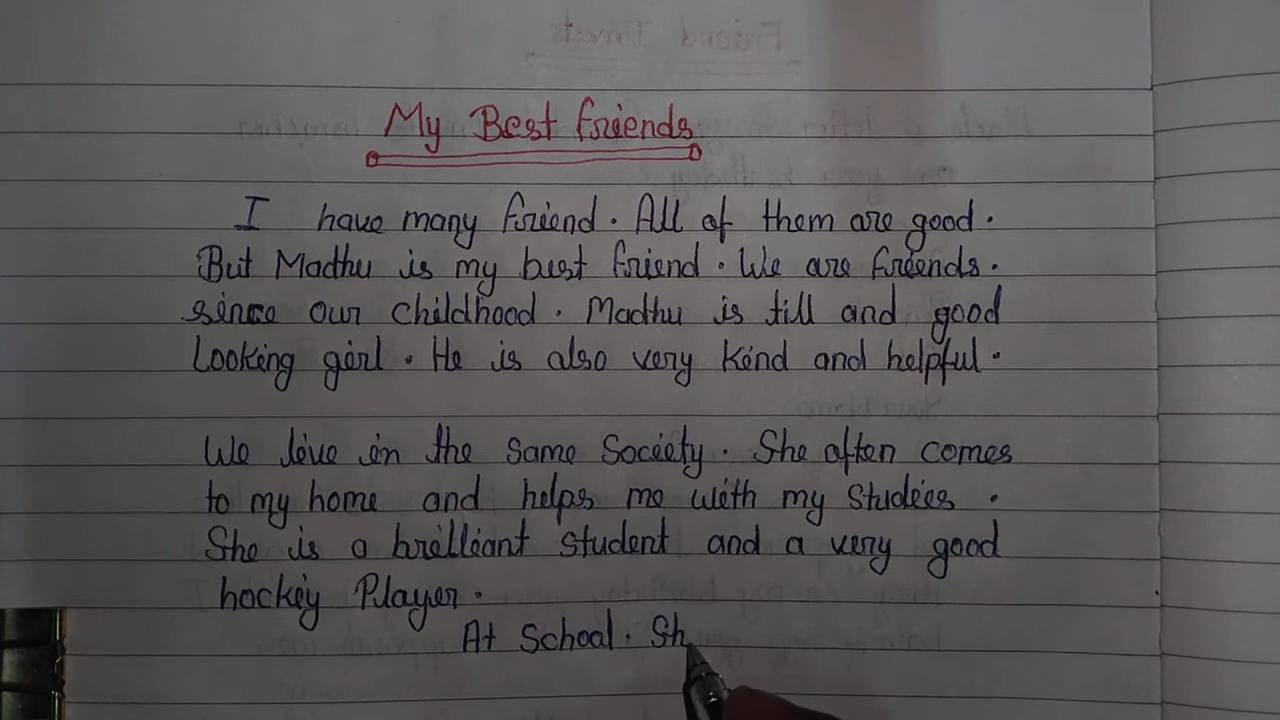 My Best friends
I have many friend. All of them are good.
But Madhu is my best friend. We are friends.
since our childhood. Madhu is till and good
looking girl. He is also very kind and helpful.
We live in the same Society. She often comes
to my home and helps me with my studies.
She is a brilliant student and a very good
hockiy Player.
At School. Sh